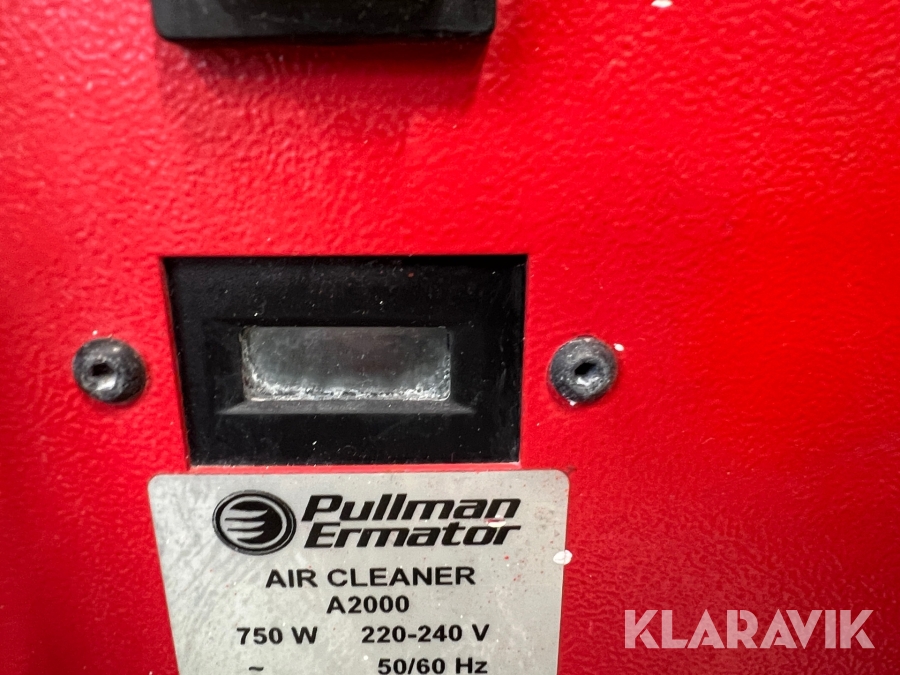 Pullman
Ermator
AIR CLEANER
A2000
750 W 220-240 V
~ 50/60 Hz
KLARAVIK